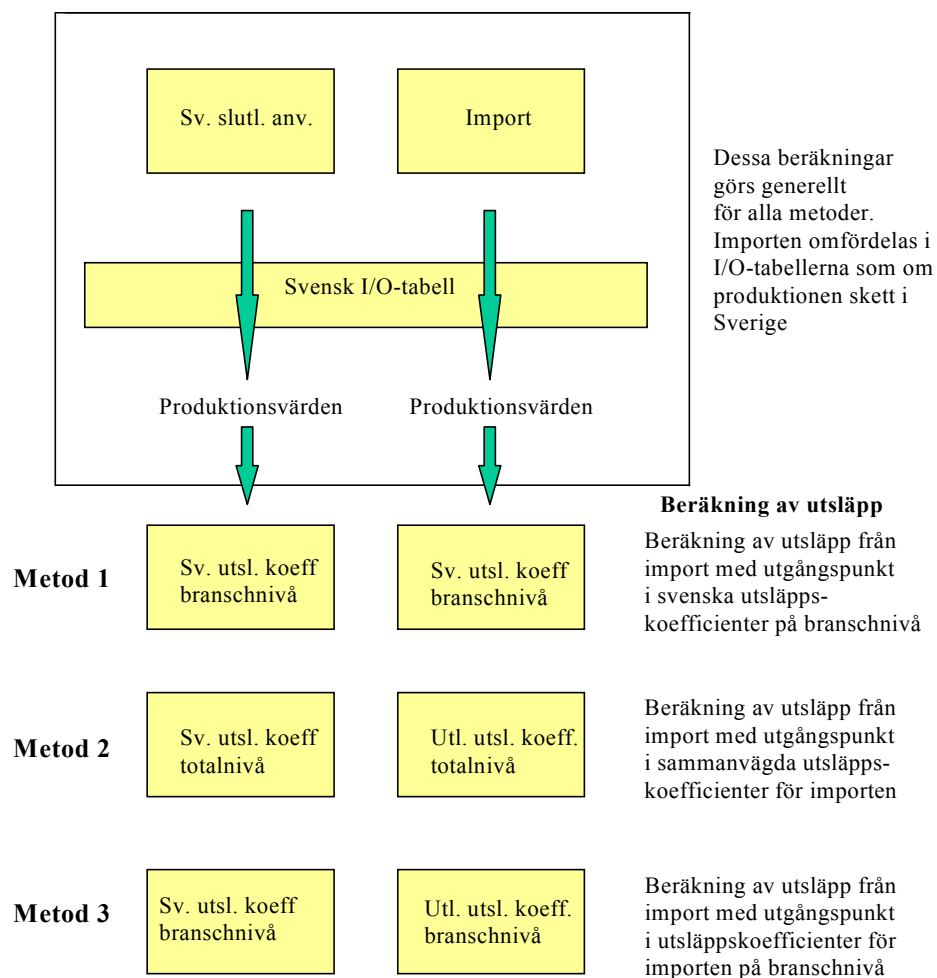 Sv. slutl. anv.
Import
Dessa beräkningar
görs generellt
för alla metoder.
Importen omfördelas i
I/O-tabellerna som om
produktionen skett i
Sverige
Svensk I/O-tabell
Produktionsvärden
Produktionsvärden
Beräkning av utsläpp
Metod 1
Sv. utsl. koeff
branschnivå
Sv. utsl. koeff
branschnivå
Beräkning av utsläpp från
import med utgångspunkt
i svenska utsläpps-
koefficienter på branschnivå
Metod 2
Sv. utsl. koeff
totalnivå
Utl. utsl. koeff.
totalnivå
Beräkning av utsläpp från
import med utgångspunkt
i sammanvägda utsläpps-
koefficienter för importen
Metod 3
Sv. utsl. koeff
branschnivå
Utl. utsl. koeff.
branschnivå
Beräkning av utsläpp från
import med utgångspunkt
i utsläppskoefficienter för
importen på branschnivå